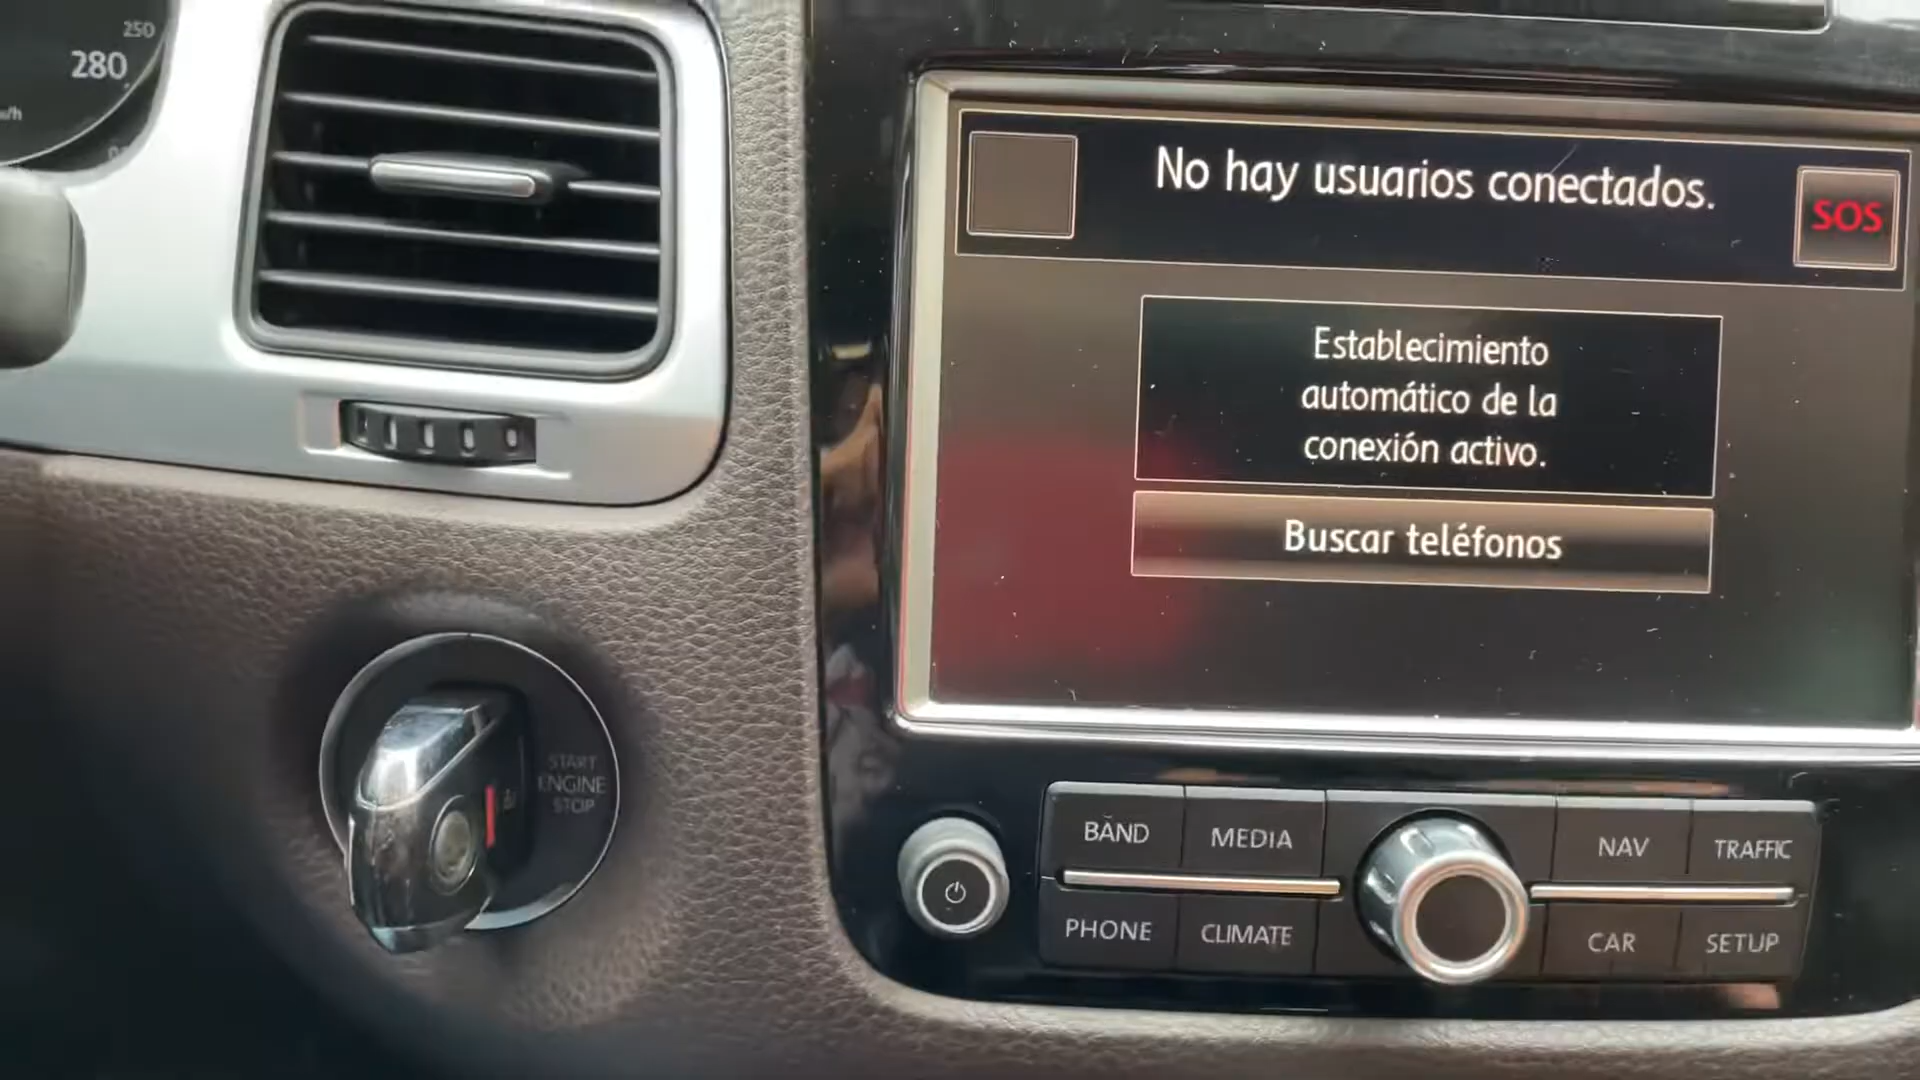 250
280
No hay usuarios conectados.
SOS
Establecimiento
automático de la
conexión activo.
Buscar teléfonos
START
ENGINE
STOP
BAND
MEDIA
NAV
TRAFFIC
PHONE
CLIMATE
CAR
SETUP